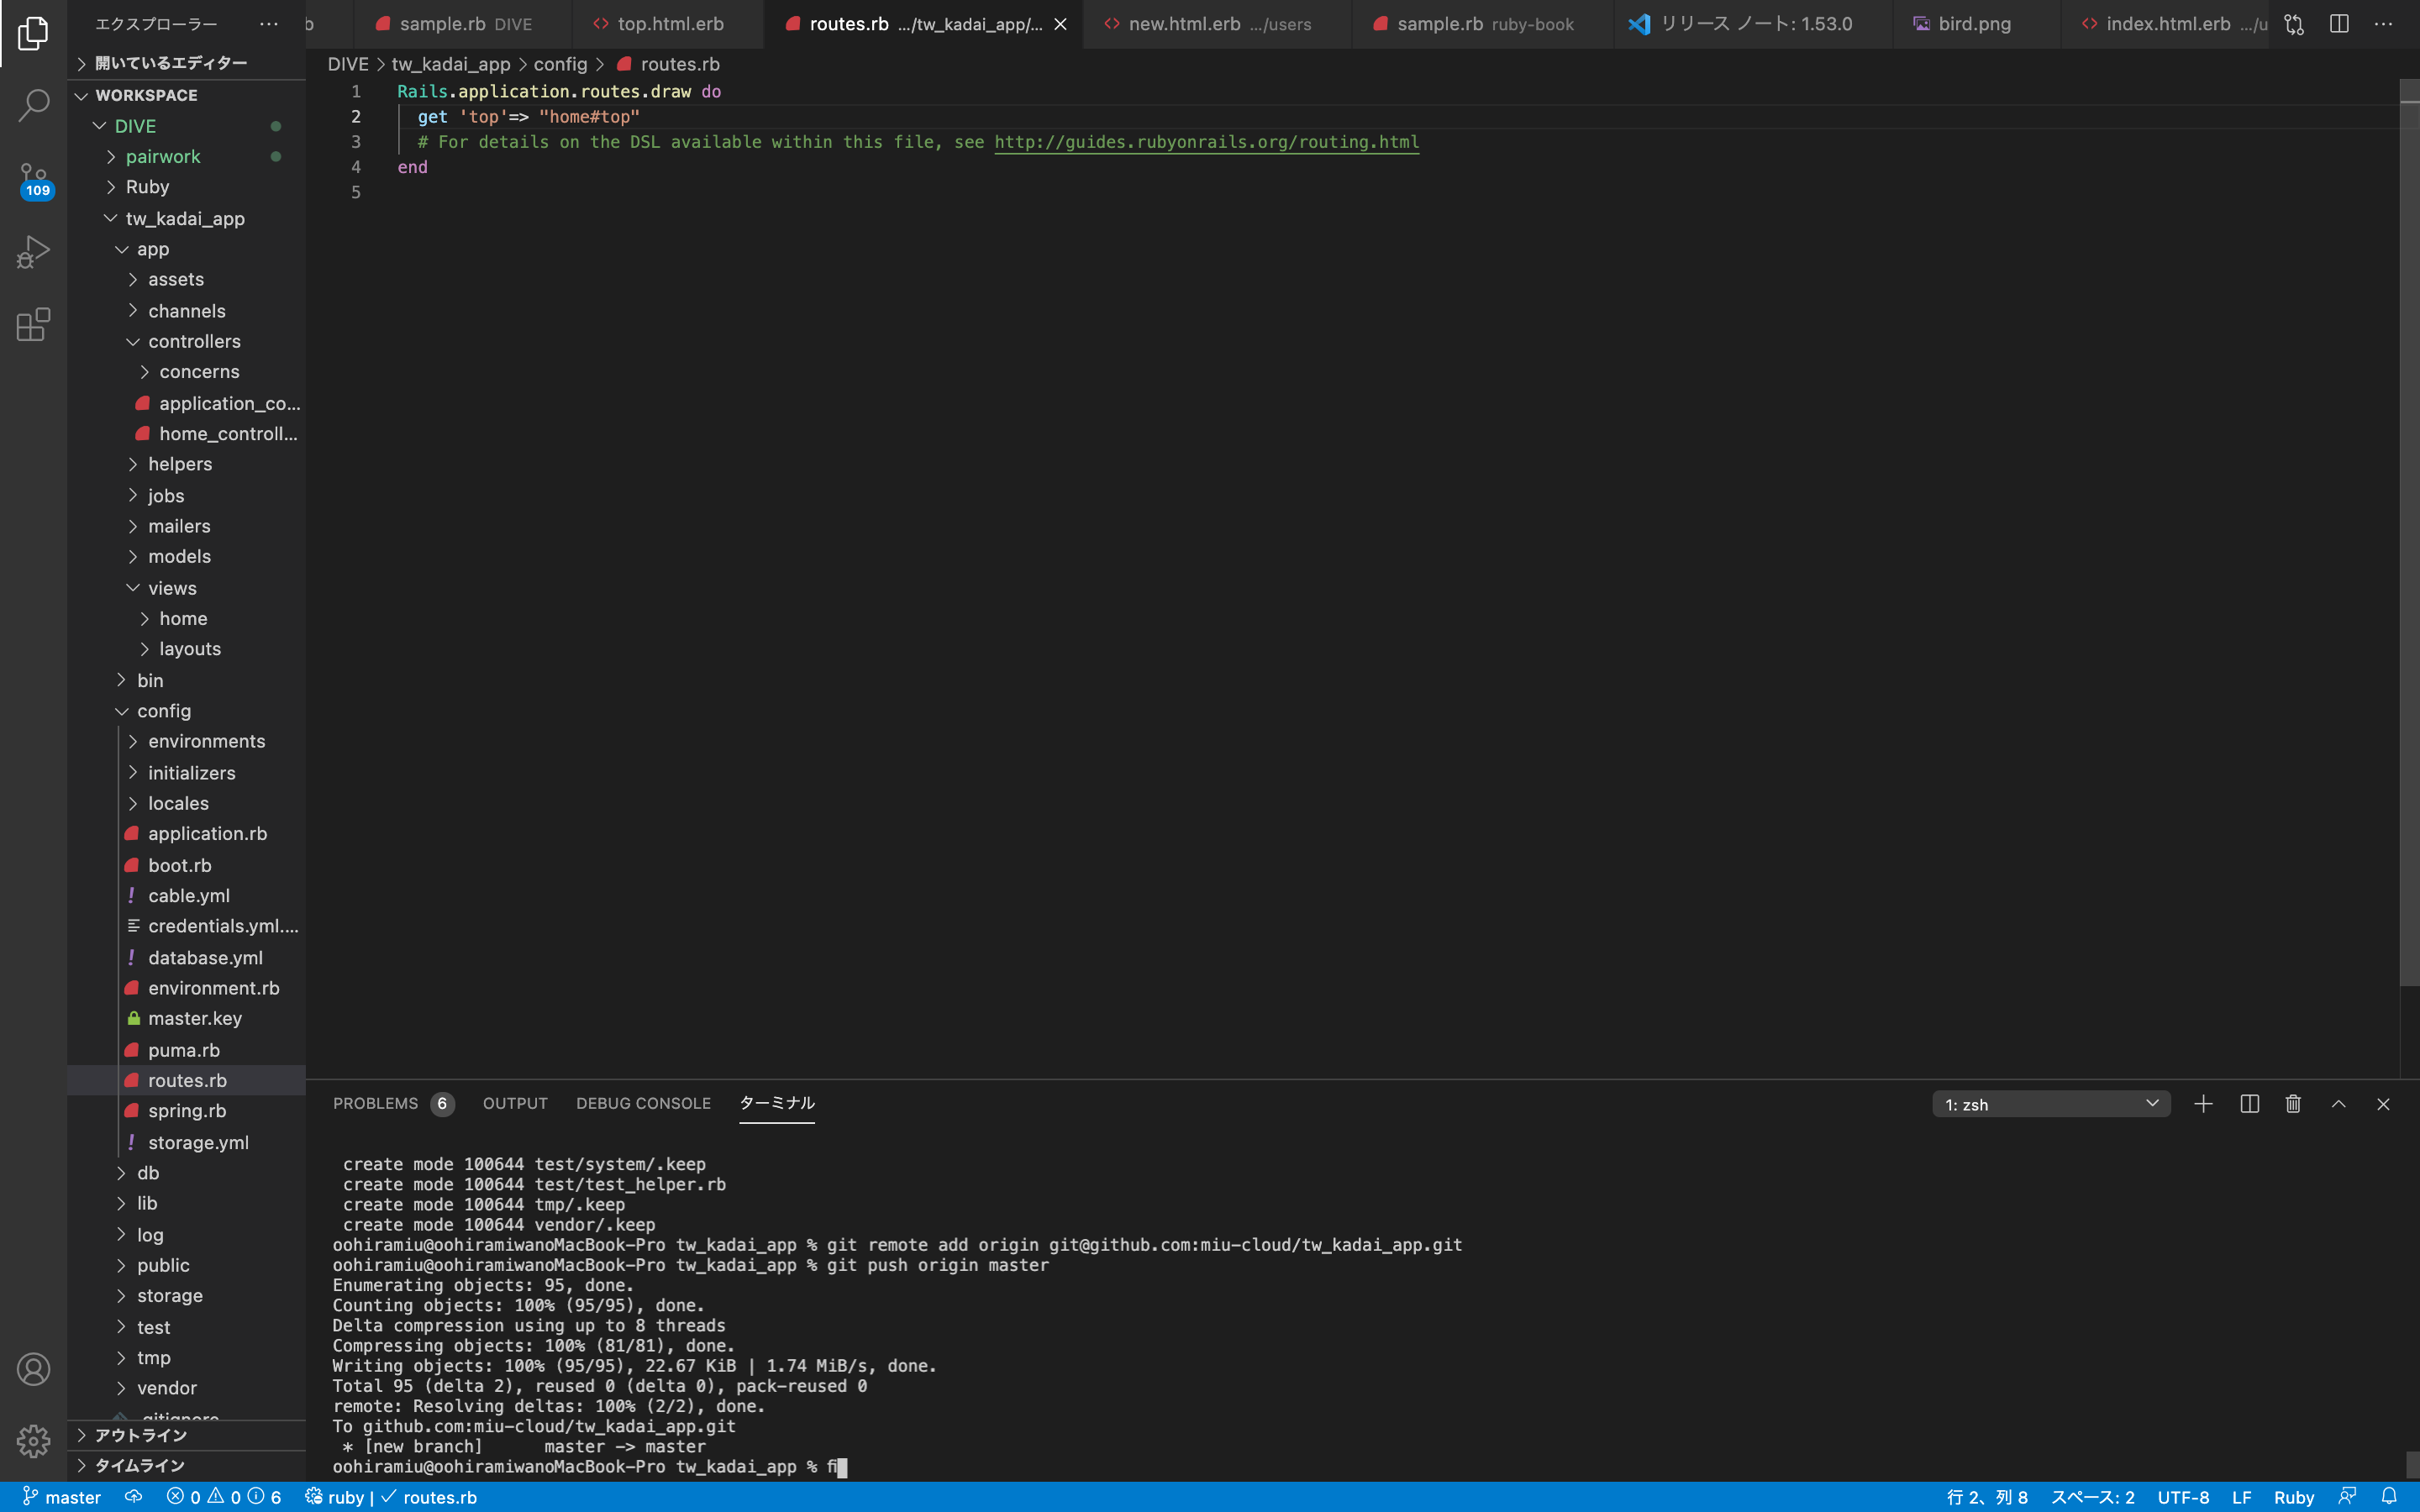 エクスプローラー ···
b
sample.rb DIVE
top.html.erb
routes.rb .../tw_kadai_app/...
new.html.erb .../users
sample.rb ruby-book
リリース ノート: 1.53.0
bird.png
index.html.erb .../u
···
開いているエディター
WORKSPACE
DIVE
pairwork
Ruby
tw_kadai_app
app
assets
channels
controllers
concerns
application_co...
home_controll...
helpers
jobs
mailers
models
views
home
layouts
bin
config
environments
initializers
locales
application.rb
boot.rb
cable.yml
credentials.yml....
database.yml
environment.rb
master.key
puma.rb
routes.rb
spring.rb
storage.yml
db
lib
log
public
storage
test
tmp
vendor
.gitignore
アウトライン
タイムライン
109
DIVE > tw_kadai_app > config > routes.rb
1 Rails.application.routes.draw do
2 get 'top'=> "home#top"
3 # For details on the DSL available within this file, see http://guides.rubyonrails.org/routing.html
4 end
5
PROBLEMS 6 OUTPUT DEBUG CONSOLE ターミナル
1: zsh
create mode 100644 test/system/.keep
create mode 100644 test/test_helper.rb
create mode 100644 tmp/.keep
create mode 100644 vendor/.keep
oohiramiu@oohiramiwanoMacBook-Pro tw_kadai_app % git remote add origin git@github.com:miu-cloud/tw_kadai_app.git
oohiramiu@oohiramiwanoMacBook-Pro tw_kadai_app % git push origin master
Enumerating objects: 95, done.
Counting objects: 100% (95/95), done.
Delta compression using up to 8 threads
Compressing objects: 100% (81/81), done.
Writing objects: 100% (95/95), 22.67 KiB | 1.74 MiB/s, done.
Total 95 (delta 2), reused 0 (delta 0), pack-reused 0
remote: Resolving deltas: 100% (2/2), done.
To github.com:miu-cloud/tw_kadai_app.git
* [new branch] master -> master
oohiramiu@oohiramiwanoMacBook-Pro tw_kadai_app %
master 0 0 6 ruby | ✓ routes.rb
行 2、列 8 スペース: 2 UTF-8 LF Ruby